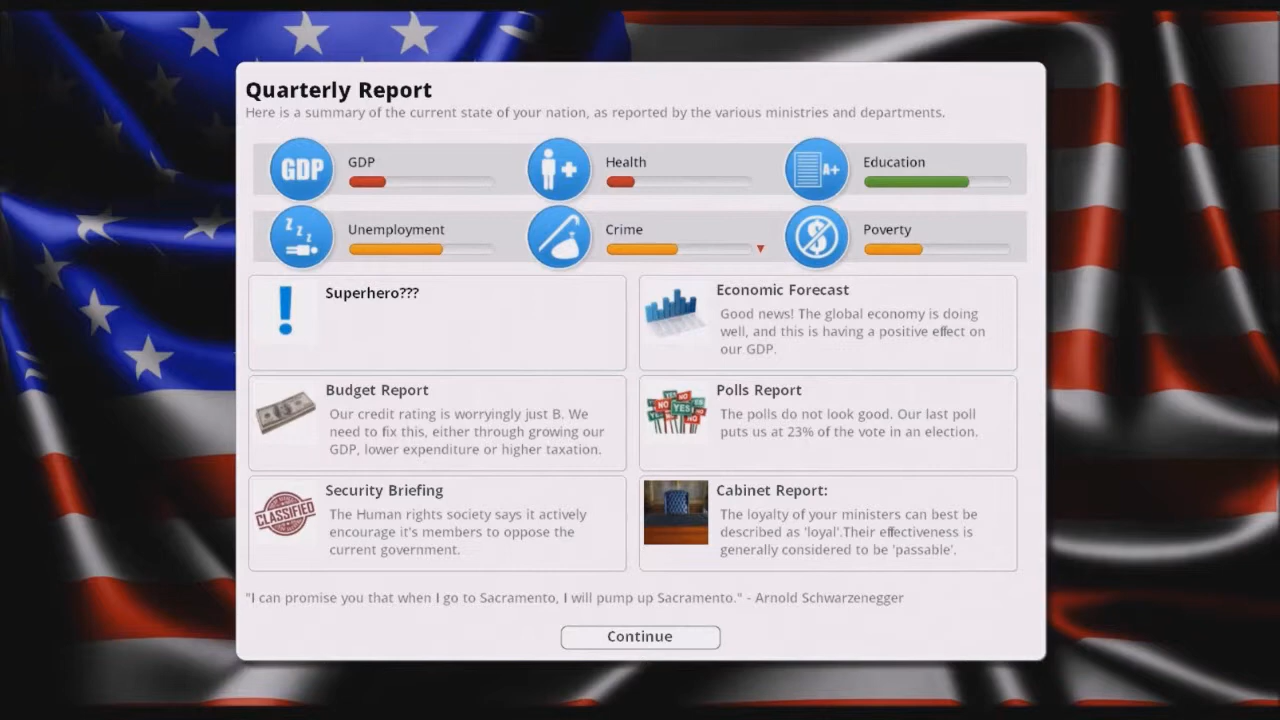 Quarterly Report
Here is a summary of the current state of your nation, as reported by the various ministries and departments.
GDP
GDP
Health
A+
Education
Z Z Z
Unemployment
Crime
$
Poverty
Superhero???
Economic Forecast
Good news! The global economy is doing
well, and this is having a positive effect on
our GDP.
Budget Report
Our credit rating is worryingly just B. We
need to fix this, either through growing our
GDP, lower expenditure or higher taxation.
YES NO
NO YES
NO
Polls Report
The polls do not look good. Our last poll
puts us at 23% of the vote in an election.
CLASSIFIED
Security Briefing
The Human rights society says it actively
encourage it's members to oppose the
current government.
Cabinet Report:
The loyalty of your ministers can best be
described as 'loyal'.Their effectiveness is
generally considered to be 'passable'.
"I can promise you that when I go to Sacramento, I will pump up Sacramento." - Arnold Schwarzenegger
Continue